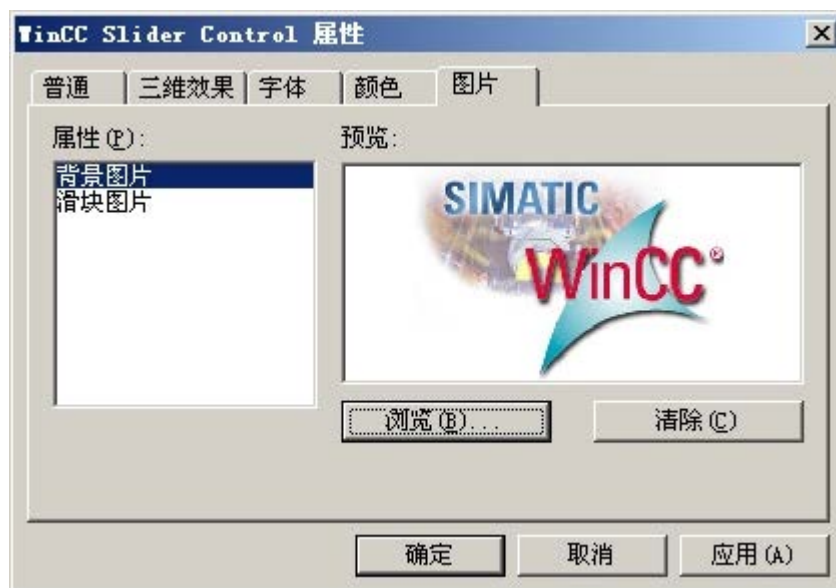 WinCC Slider Control 属性
普通 三维效果 字体 颜色 图片
属性(P):
预览:
背景图片
滑块图片
SIMATIC
WinCC®
浏览(B)...
清除(C)
确定 取消 应用(A)